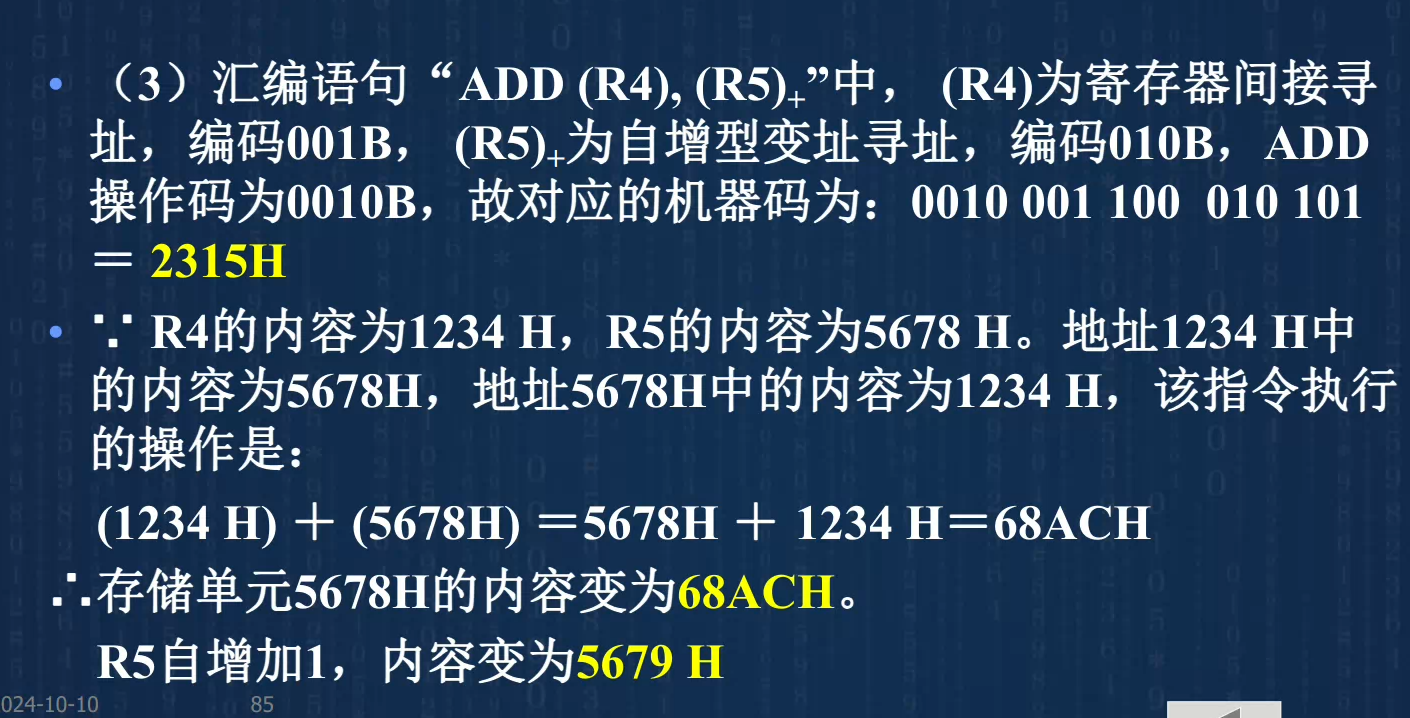 • （3）汇编语句“ADD (R4), (R5)+”中， (R4)为寄存器间接寻
址，编码001B， (R5)+为自增型变址寻址，编码010B，ADD
操作码为0010B，故对应的机器码为：0010 001 100 010 101
＝ 2315H
• ∵ R4的内容为1234 H，R5的内容为5678 H。地址1234 H中
的内容为5678H，地址5678H中的内容为1234 H，该指令执行
的操作是：
(1234 H) ＋ (5678H) ＝5678H ＋ 1234 H＝68ACH
∴存储单元5678H的内容变为68ACH。
R5自增加1，内容变为5679 H
024-10-10 85